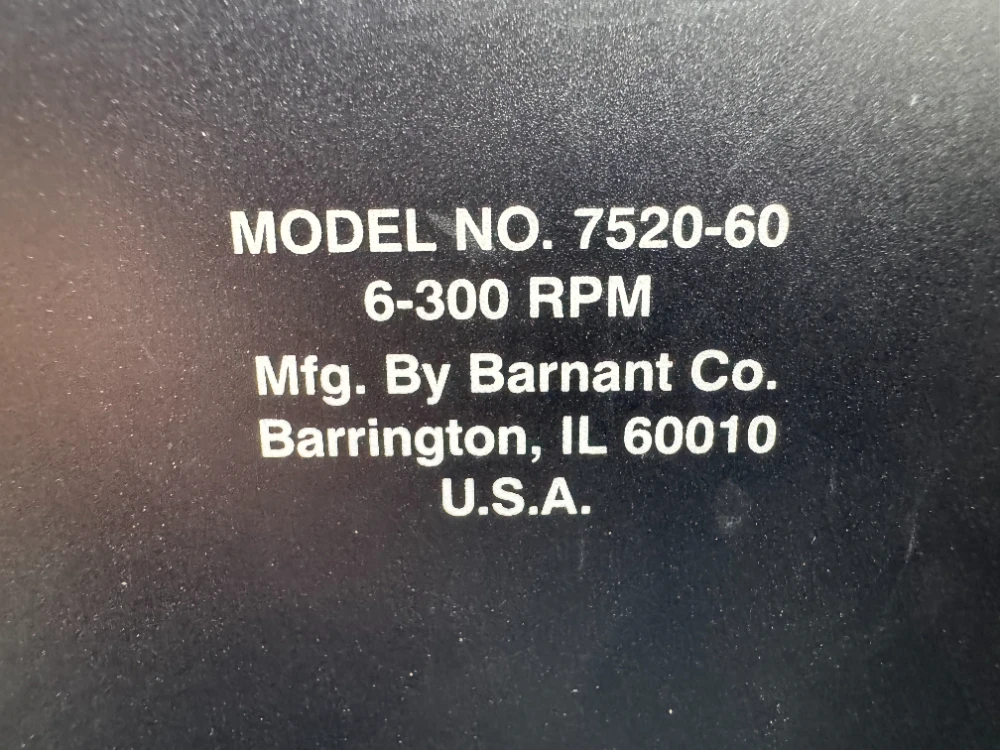 MODEL NO. 7520-60
6-300 RPM
Mfg. By Barnant Co.
Barrington, IL 60010
U.S.A.